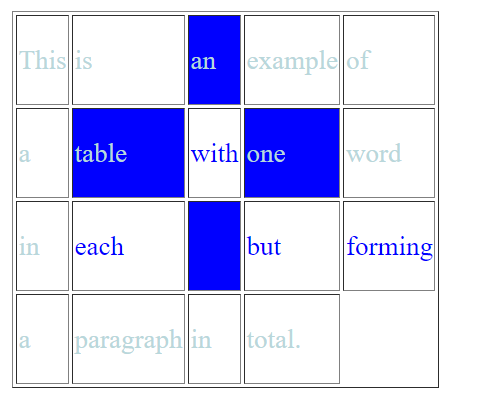 This is an example of
a table with one word
in each but forming
a paragraph in total.